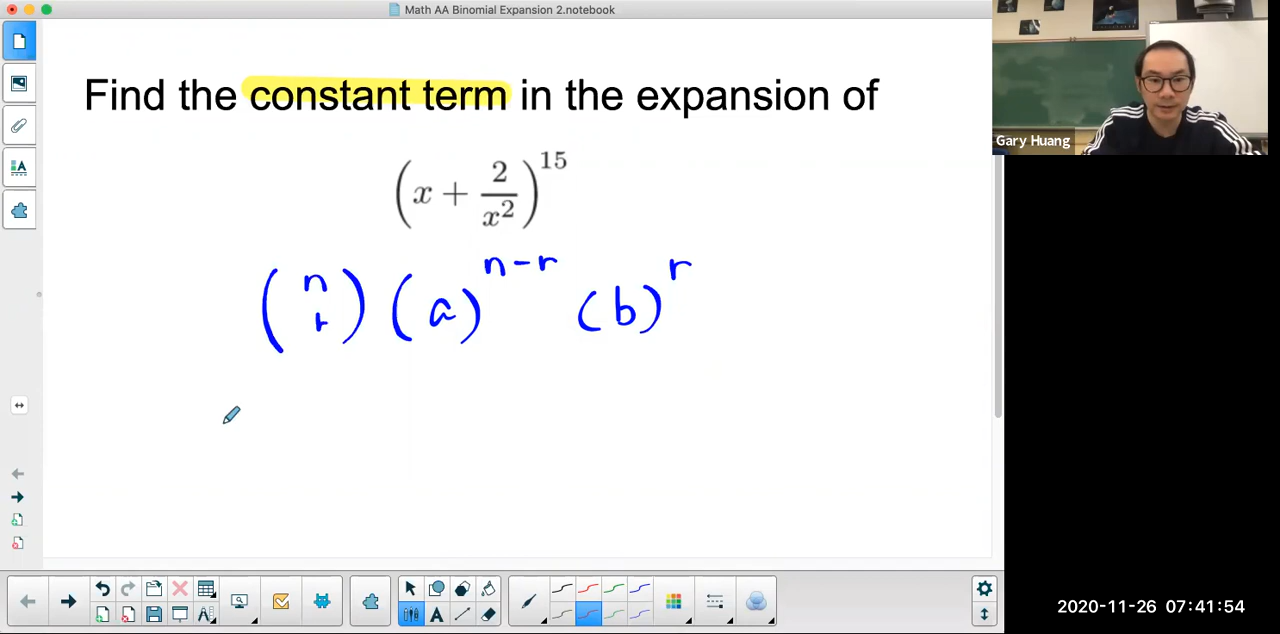 Math AA Binomial Expansion 2.notebook
Find the constant term in the expansion of
(x + 2/x²)¹⁵
(n r) (a)ⁿ⁻ʳ (b)ʳ
Gary Huang
2020-11-26 07:41:54